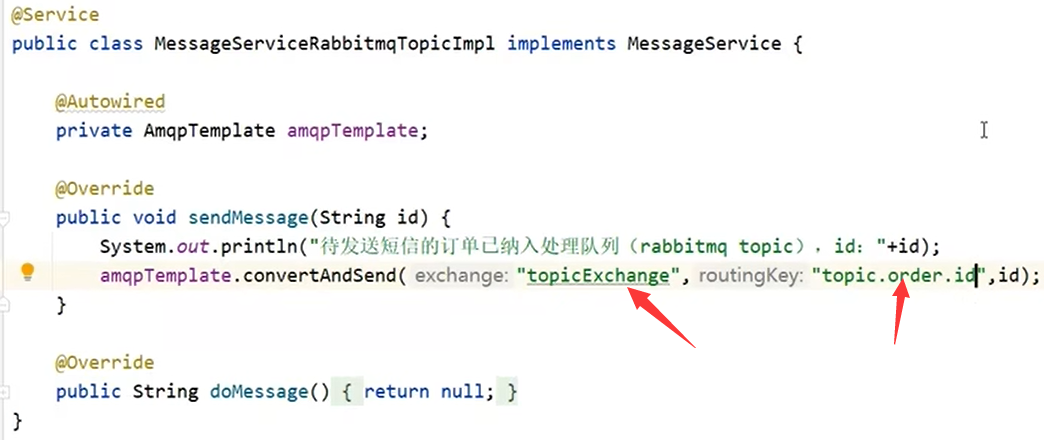 @Service
public class MessageServiceRabbitmqTopicImpl implements MessageService {
@Autowired
private AmqpTemplate amqpTemplate;
@Override
public void sendMessage(String id) {
System.out.println("待发送短信的订单已纳入处理队列（rabbitmq topic），id："+id);
amqpTemplate.convertAndSend( exchange: "topicExchange", routingKey: "topic.order.id",id);
}
@Override
public String doMessage() { return null; }
}